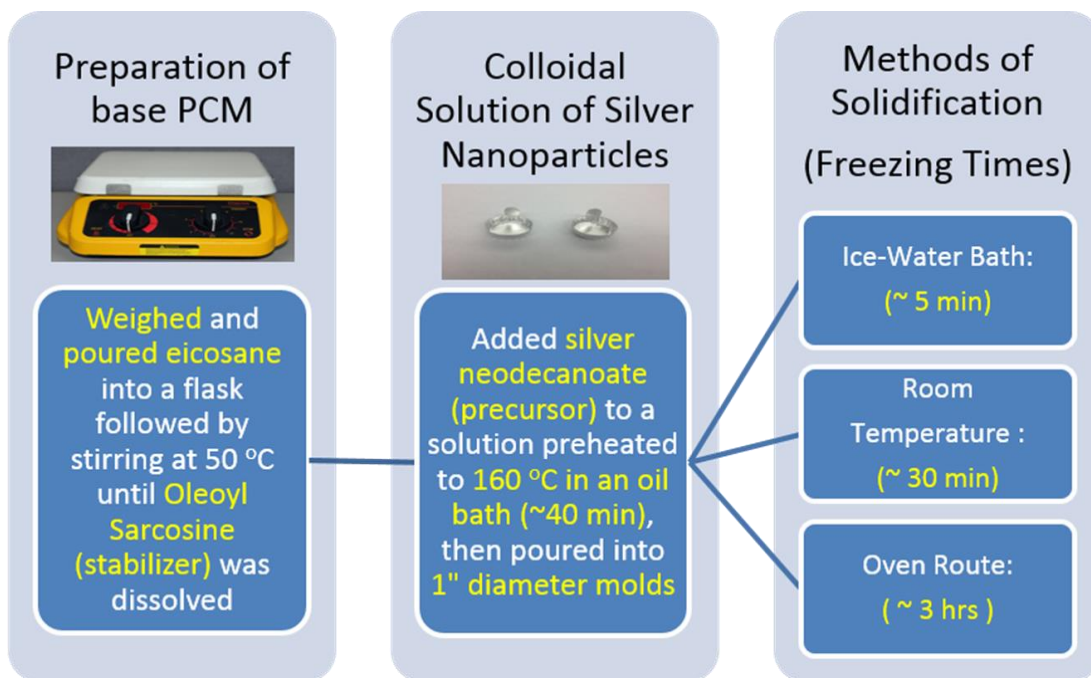 Preparation of
base PCM
Weighed and
poured eicosane
into a flask
followed by
stirring at 50 ºC
until Oleoyl
Sarcosine
(stabilizer) was
dissolved
Colloidal
Solution of Silver
Nanoparticles
Added silver
neodecanoate
(precursor) to a
solution preheated
to 160 ºC in an oil
bath (~40 min),
then poured into
1" diameter molds
Methods of
Solidification
(Freezing Times)
Ice-Water Bath:
(~ 5 min)
Room
Temperature :
(~ 30 min)
Oven Route:
( ~ 3 hrs )